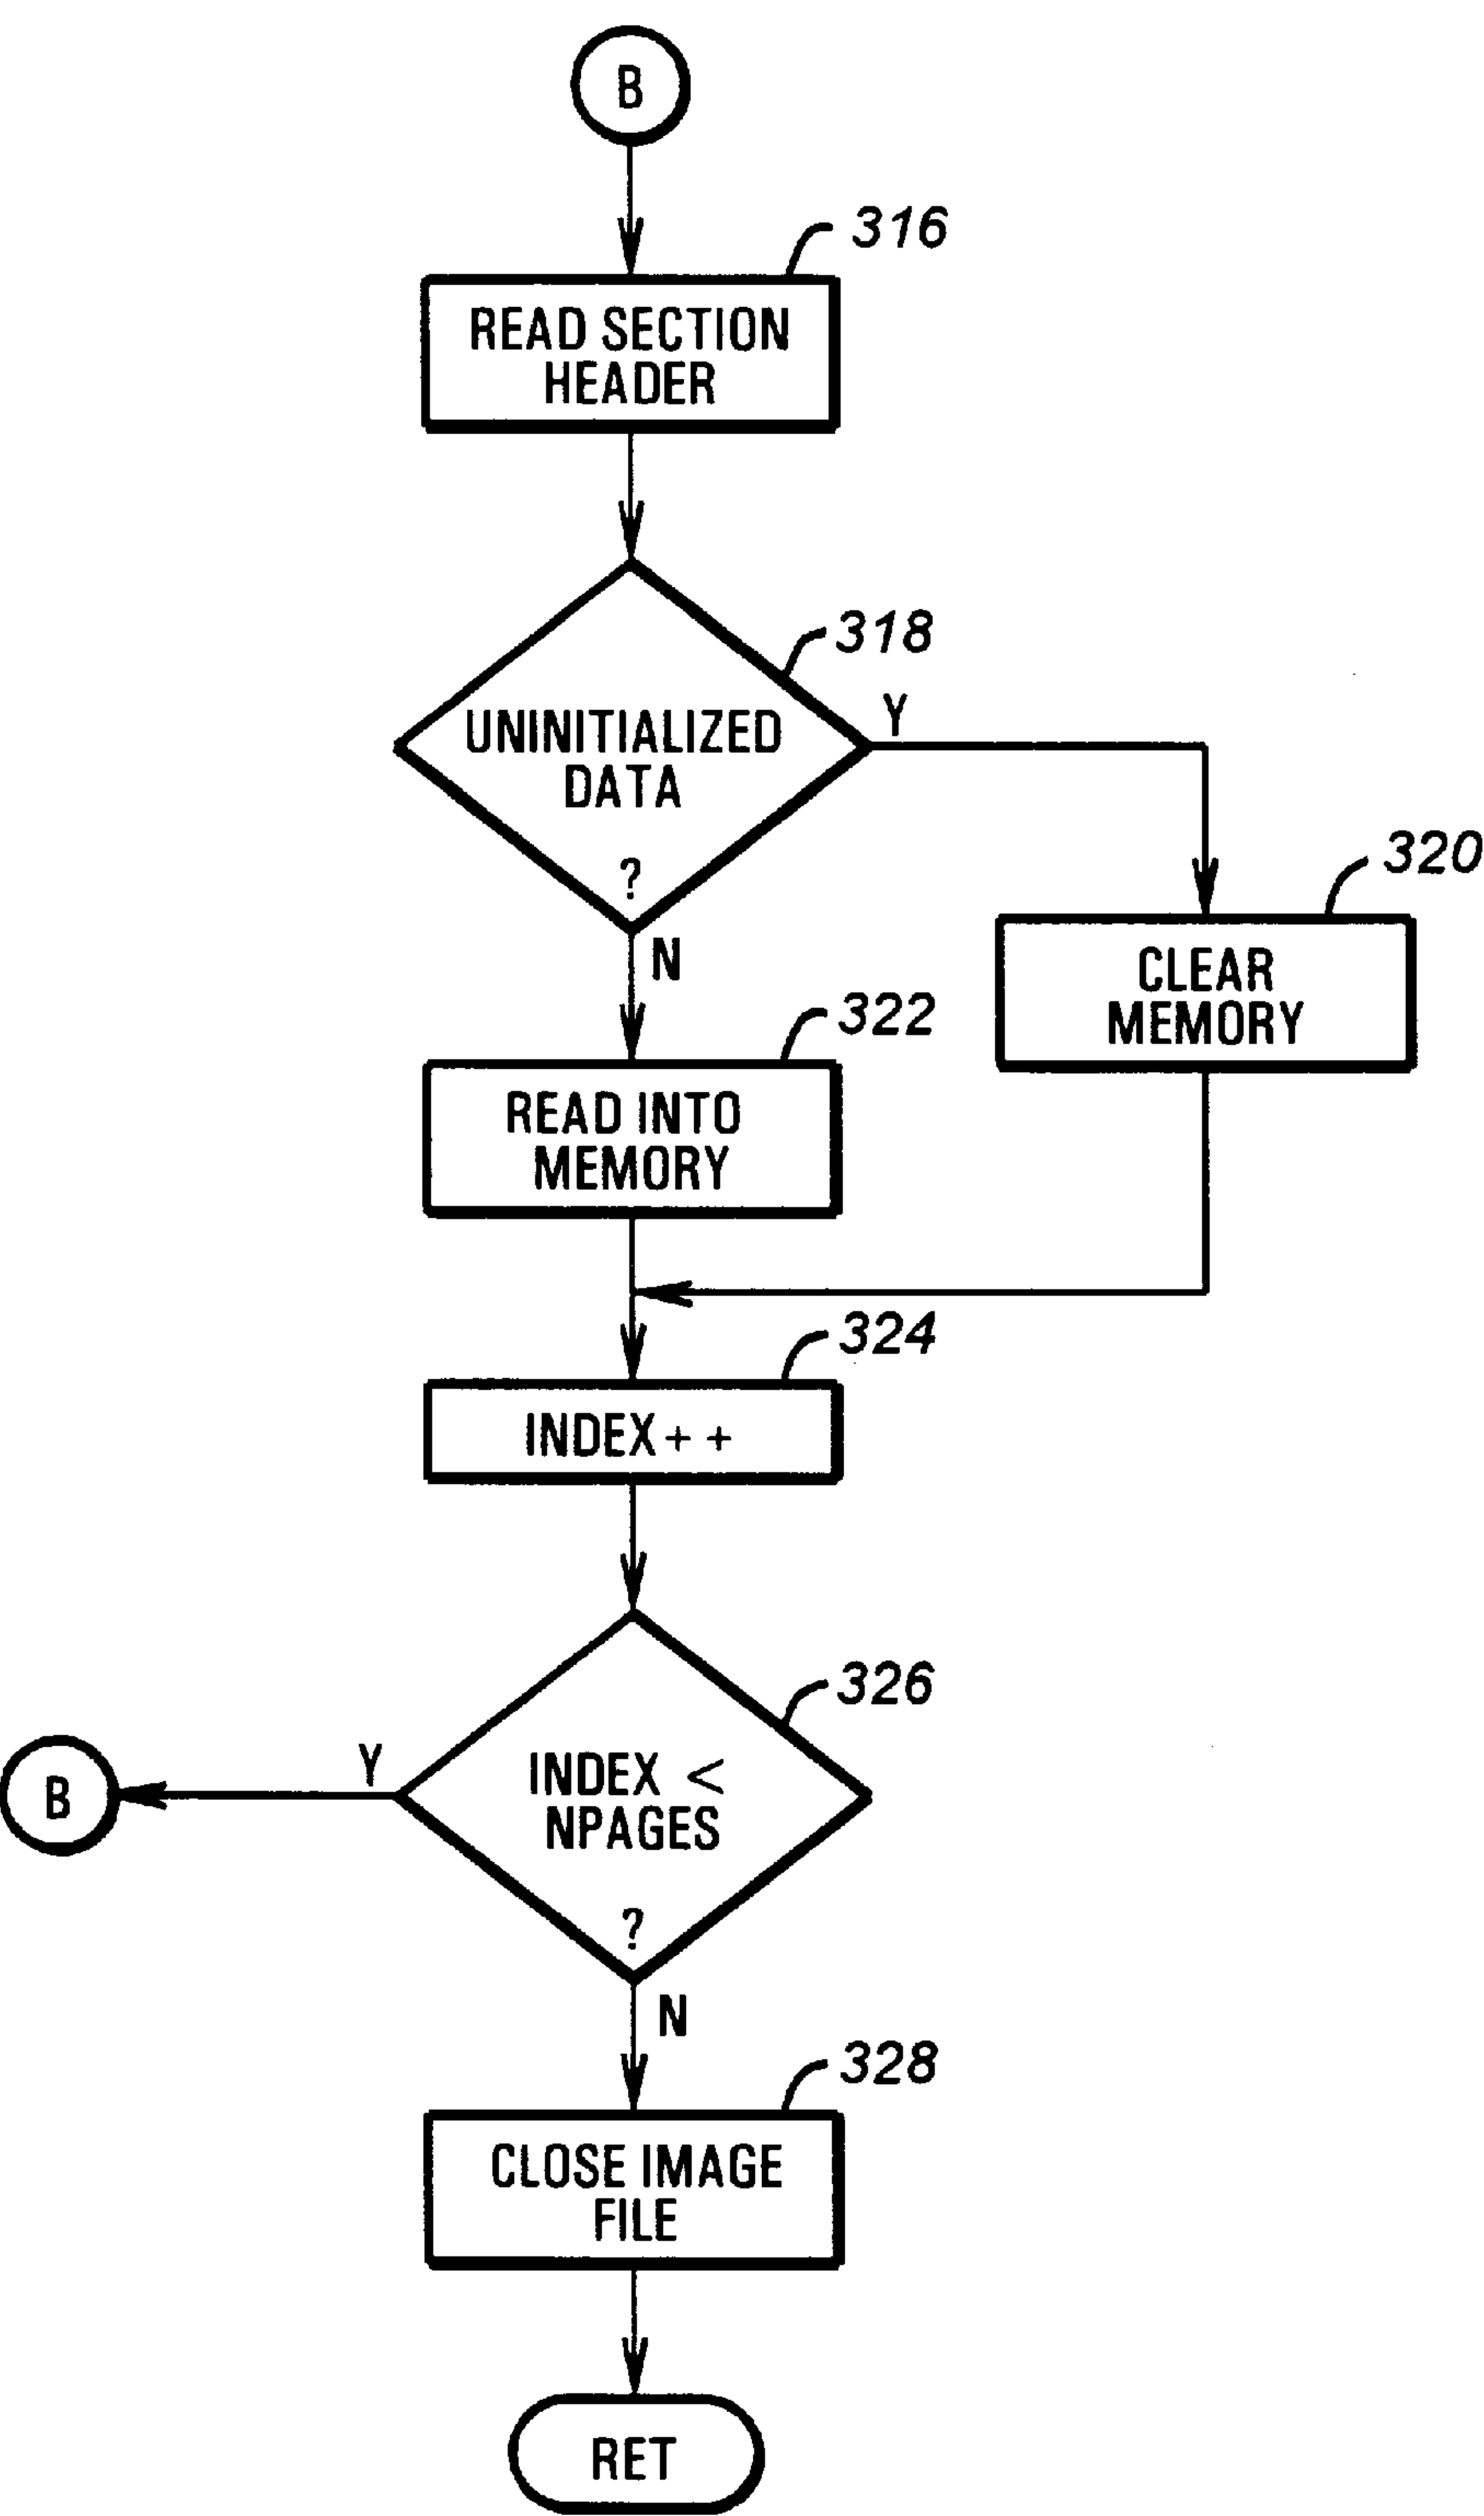 B
316
READ SECTION
HEADER
318
UNINITIALIZED
DATA
?
Y
N
320
CLEAR
MEMORY
322
READ INTO
MEMORY
324
INDEX++
326
INDEX <
NPAGES
?
Y
B
N
328
CLOSE IMAGE
FILE
RET